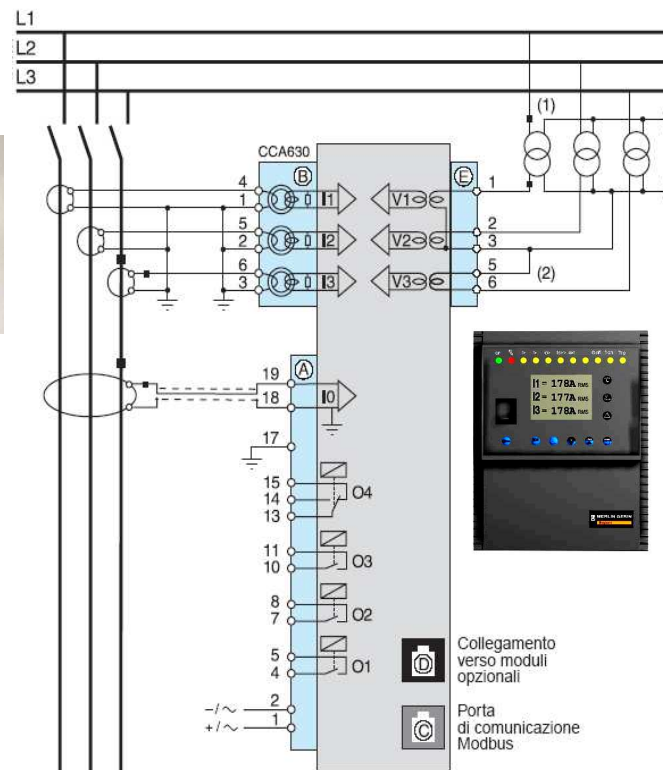 L1
L2
L3
(1)
CCA630
B
E
4
1
I1
V1
1
5
2
I2
V2
2
3
6
3
I3
V3
5
6
(2)
A
19
18
I0
17
15
14
13
O4
11
10
O3
8
7
O2
5
4
O1
2
-/~
1
+/~
on
I1 = 178A RMS
I2 = 177A RMS
I3 = 178A RMS
MERLIN GERIN
D
Collegamento
verso moduli
opzionali
C
Porta
di comunicazione
Modbus